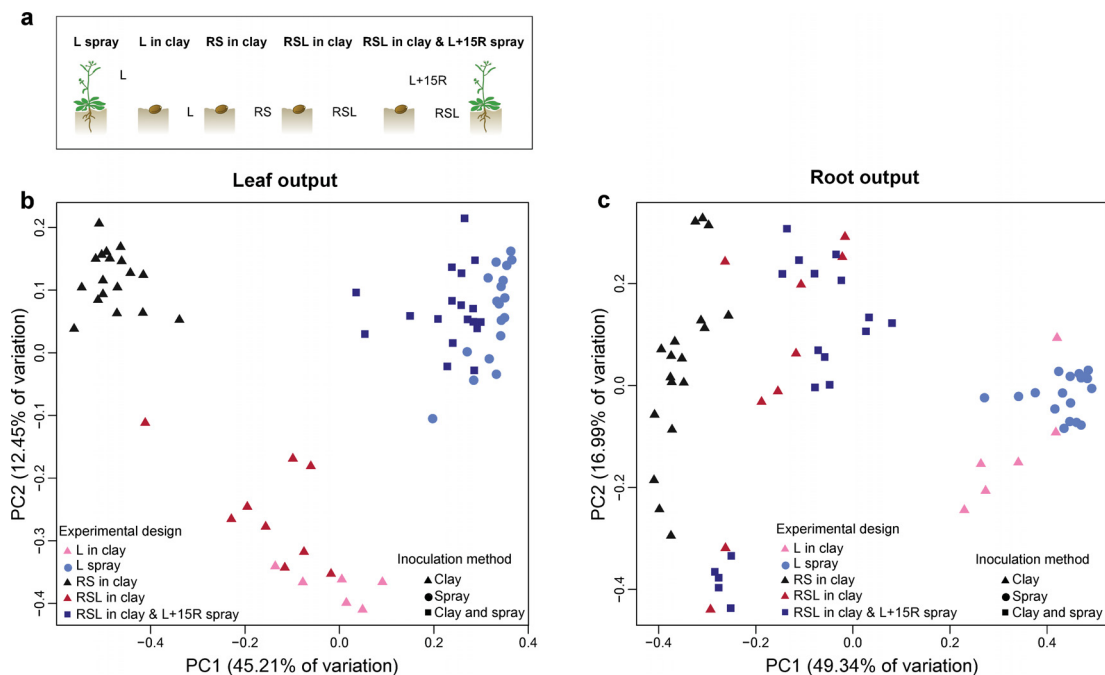 a
L spray L in clay RS in clay RSL in clay RSL in clay & L+15R spray
L L+15R
L RS RSL RSL
Leaf output
b
PC2 (12.45% of variation)
0.2
0.1
0.0
−0.1
−0.2
−0.3
−0.4
Experimental design
L in clay
L spray
RS in clay
RSL in clay
RSL in clay & L+15R spray
Inoculation method
Clay
Spray
Clay and spray
−0.4 −0.2 0.0 0.2 0.4
PC1 (45.21% of variation)
Root output
c
PC2 (16.99% of variation)
0.2
0.0
−0.2
−0.4
Experimental design
L in clay
L spray
RS in clay
RSL in clay
RSL in clay & L+15R spray
Inoculation method
Clay
Spray
Clay and spray
−0.4 −0.2 0.0 0.2 0.4
PC1 (49.34% of variation)